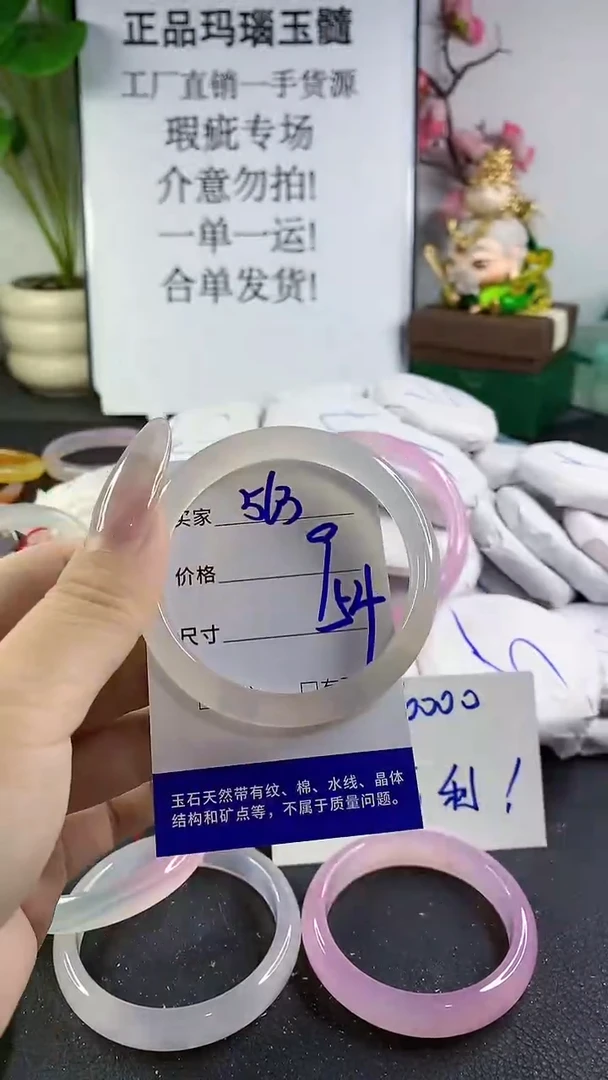 正品玛瑙玉髓
工厂直销一手货源
瑕疵专场
介意勿拍!
一单一运!
合单发货!
买家 563
价格 9
尺寸 54
玉石天然带有纹、棉、水线、晶体
结构和矿点等，不属于质量问题。
0000
利!